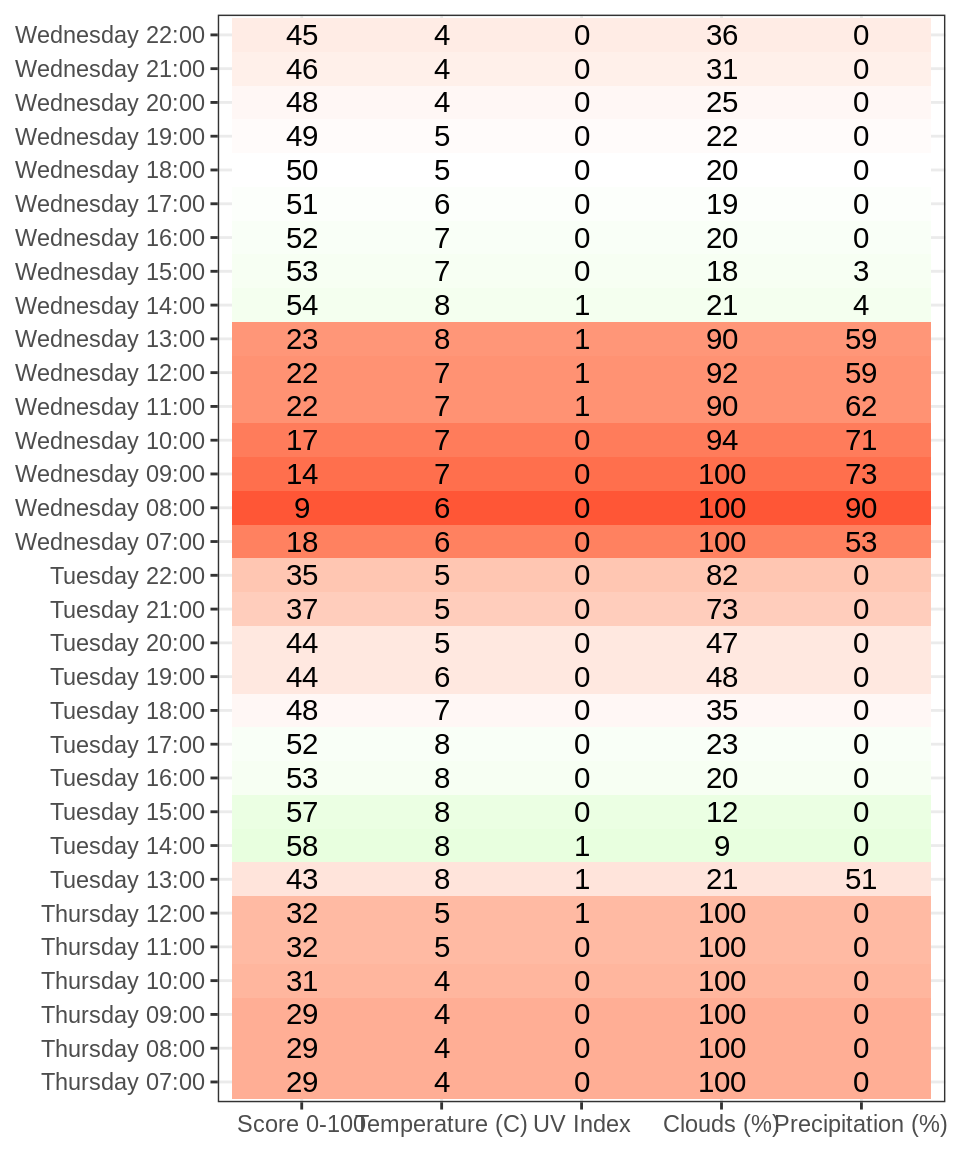 Wednesday 22:00 45 4 0 36 0
Wednesday 21:00 46 4 0 31 0
Wednesday 20:00 48 4 0 25 0
Wednesday 19:00 49 5 0 22 0
Wednesday 18:00 50 5 0 20 0
Wednesday 17:00 51 6 0 19 0
Wednesday 16:00 52 7 0 20 0
Wednesday 15:00 53 7 0 18 3
Wednesday 14:00 54 8 1 21 4
Wednesday 13:00 23 8 1 90 59
Wednesday 12:00 22 7 1 92 59
Wednesday 11:00 22 7 1 90 62
Wednesday 10:00 17 7 0 94 71
Wednesday 09:00 14 7 0 100 73
Wednesday 08:00 9 6 0 100 90
Wednesday 07:00 18 6 0 100 53
Tuesday 22:00 35 5 0 82 0
Tuesday 21:00 37 5 0 73 0
Tuesday 20:00 44 5 0 47 0
Tuesday 19:00 44 6 0 48 0
Tuesday 18:00 48 7 0 35 0
Tuesday 17:00 52 8 0 23 0
Tuesday 16:00 53 8 0 20 0
Tuesday 15:00 57 8 0 12 0
Tuesday 14:00 58 8 1 9 0
Tuesday 13:00 43 8 1 21 51
Thursday 12:00 32 5 1 100 0
Thursday 11:00 32 5 0 100 0
Thursday 10:00 31 4 0 100 0
Thursday 09:00 29 4 0 100 0
Thursday 08:00 29 4 0 100 0
Thursday 07:00 29 4 0 100 0
Score 0-100 Temperature (C) UV Index Clouds (%) Precipitation (%)